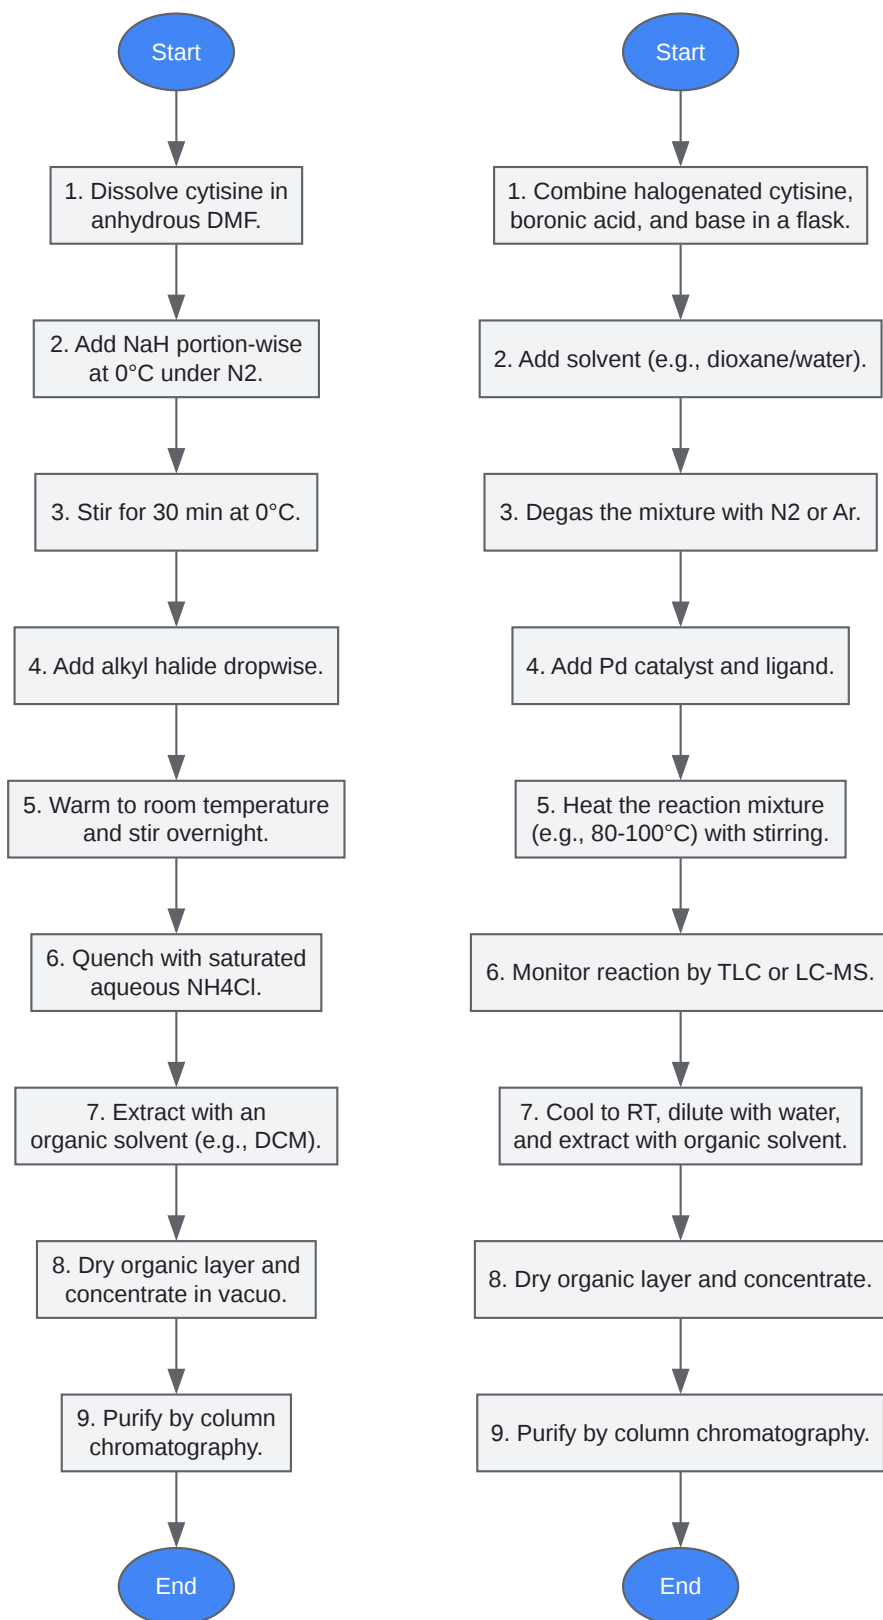 Start
1. Dissolve cytisine in
anhydrous DMF.
2. Add NaH portion-wise
at 0°C under N2.
3. Stir for 30 min at 0°C.
4. Add alkyl halide dropwise.
5. Warm to room temperature
and stir overnight.
6. Quench with saturated
aqueous NH4Cl.
7. Extract with an
organic solvent (e.g., DCM).
8. Dry organic layer and
concentrate in vacuo.
9. Purify by column
chromatography.
End
Start
1. Combine halogenated cytisine,
boronic acid, and base in a flask.
2. Add solvent (e.g., dioxane/water).
3. Degas the mixture with N2 or Ar.
4. Add Pd catalyst and ligand.
5. Heat the reaction mixture
(e.g., 80-100°C) with stirring.
6. Monitor reaction by TLC or LC-MS.
7. Cool to RT, dilute with water,
and extract with organic solvent.
8. Dry organic layer and concentrate.
9. Purify by column chromatography.
End